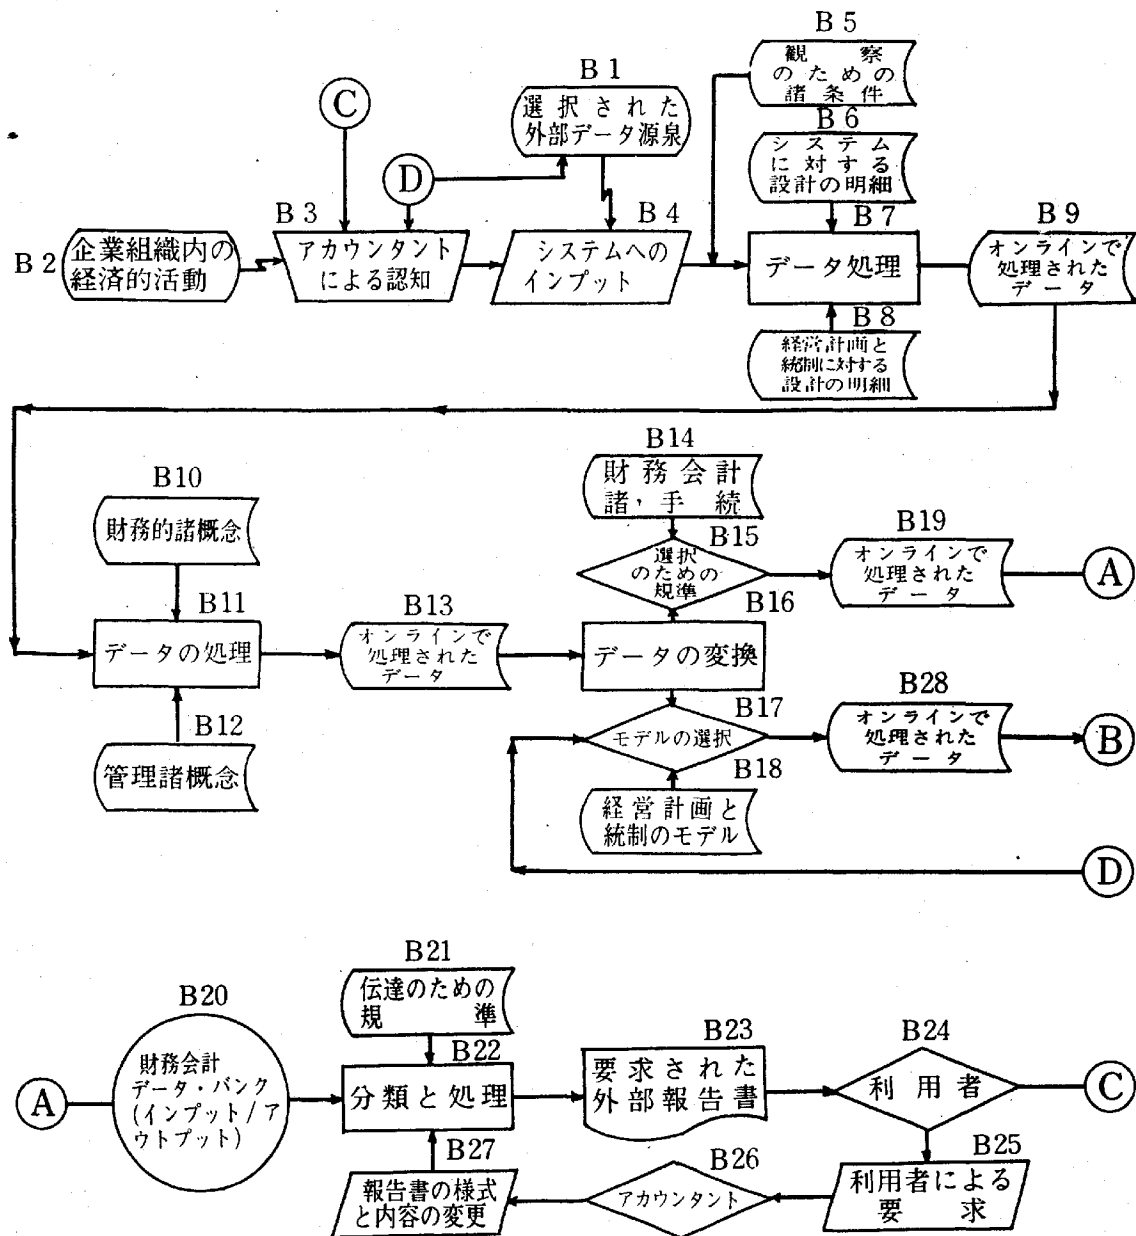 B5
観察
のための
諸条件
B1
選択された
外部データ源泉
C
D
B6
システム
に対する
設計の明細
B3
B4
B7
B9
B2
企業組織内の
経済的活動
アカウンタント
による認知
システムへの
インプット
データ処理
オンラインで
処理された
データ
B8
経営計画と
統制に対する
設計の明細
B14
財務会計
諸・手続
B10
財務的諸概念
B15
選択
のための
規準
B19
オンラインで
処理された
データ
A
B11
データの処理
B13
オンラインで
処理された
データ
B16
データの変換
B12
管理諸概念
B17
モデルの選択
B28
オンラインで
処理された
データ
B
B18
経営計画と
統制のモデル
D
B21
伝達のための
規準
B20
財務会計
データ・バンク
(インプット/ア
ウトプット)
A
B22
分類と処理
B23
要求された
外部報告書
B24
利用者
C
B27
報告書の様式
と内容の変更
B26
アカウンタント
B25
利用者による
要求